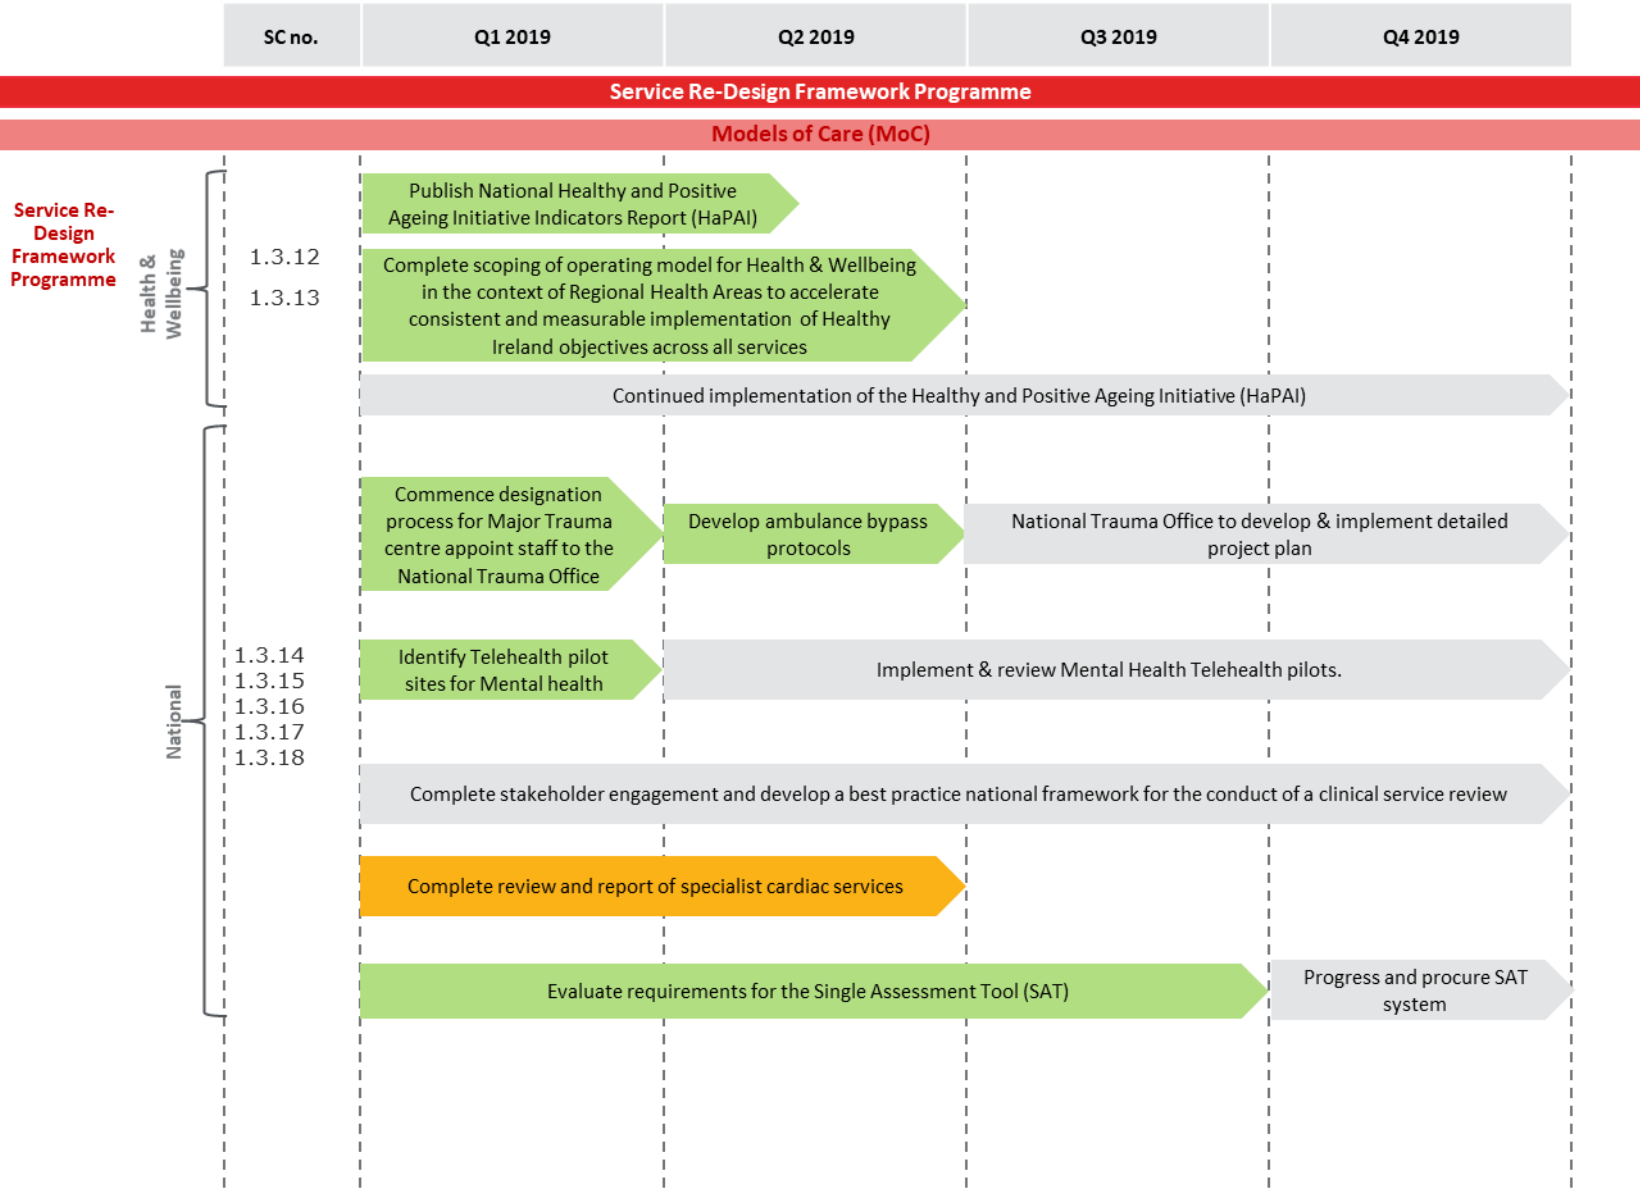 SC no.
Q1 2019
Q2 2019
Q3 2019
Q4 2019
Service Re-Design Framework Programme
Models of Care (MoC)
Service Re-
Design
Framework
Programme
Health &
Wellbeing
1.3.12
1.3.13
Publish National Healthy and Positive
Ageing Initiative Indicators Report (HaPAI)
Complete scoping of operating model for Health & Wellbeing
in the context of Regional Health Areas to accelerate
consistent and measurable implementation of Healthy
Ireland objectives across all services
Continued implementation of the Healthy and Positive Ageing Initiative (HaPAI)
National
1.3.14
1.3.15
1.3.16
1.3.17
1.3.18
Commence designation
process for Major Trauma
centre appoint staff to the
National Trauma Office
Develop ambulance bypass
protocols
National Trauma Office to develop & implement detailed
project plan
Identify Telehealth pilot
sites for Mental health
Implement & review Mental Health Telehealth pilots.
Complete stakeholder engagement and develop a best practice national framework for the conduct of a clinical service review
Complete review and report of specialist cardiac services
Evaluate requirements for the Single Assessment Tool (SAT)
Progress and procure SAT
system